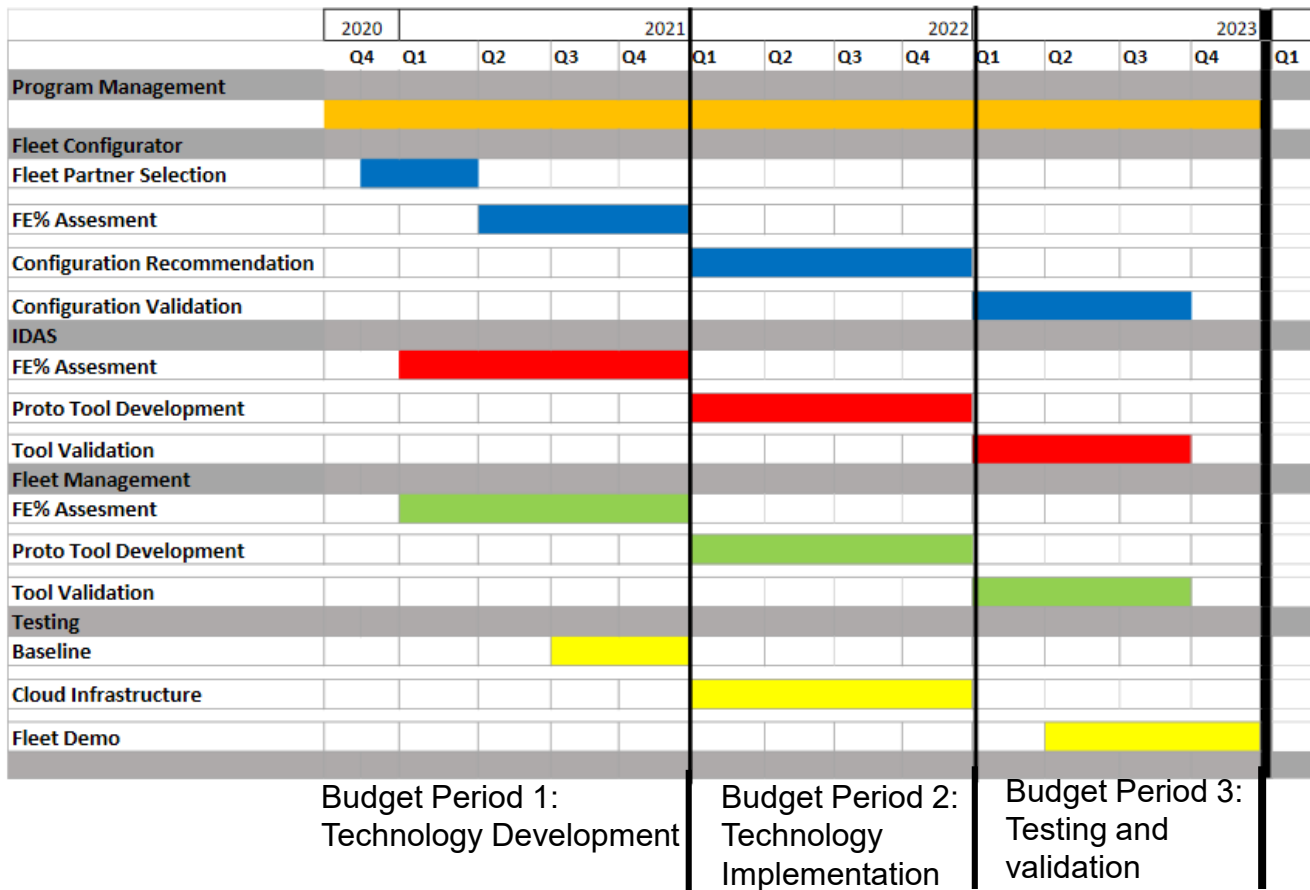 2020 2021 2022 2023
Q4 Q1 Q2 Q3 Q4 Q1 Q2 Q3 Q4 Q1 Q2 Q3 Q4 Q1
Program Management
Fleet Configurator
Fleet Partner Selection
FE% Assesment
Configuration Recommendation
Configuration Validation
IDAS
FE% Assesment
Proto Tool Development
Tool Validation
Fleet Management
FE% Assesment
Proto Tool Development
Tool Validation
Testing
Baseline
Cloud Infrastructure
Fleet Demo
Budget Period 1:
Technology Development
Budget Period 2:
Technology
Implementation
Budget Period 3:
Testing and
validation